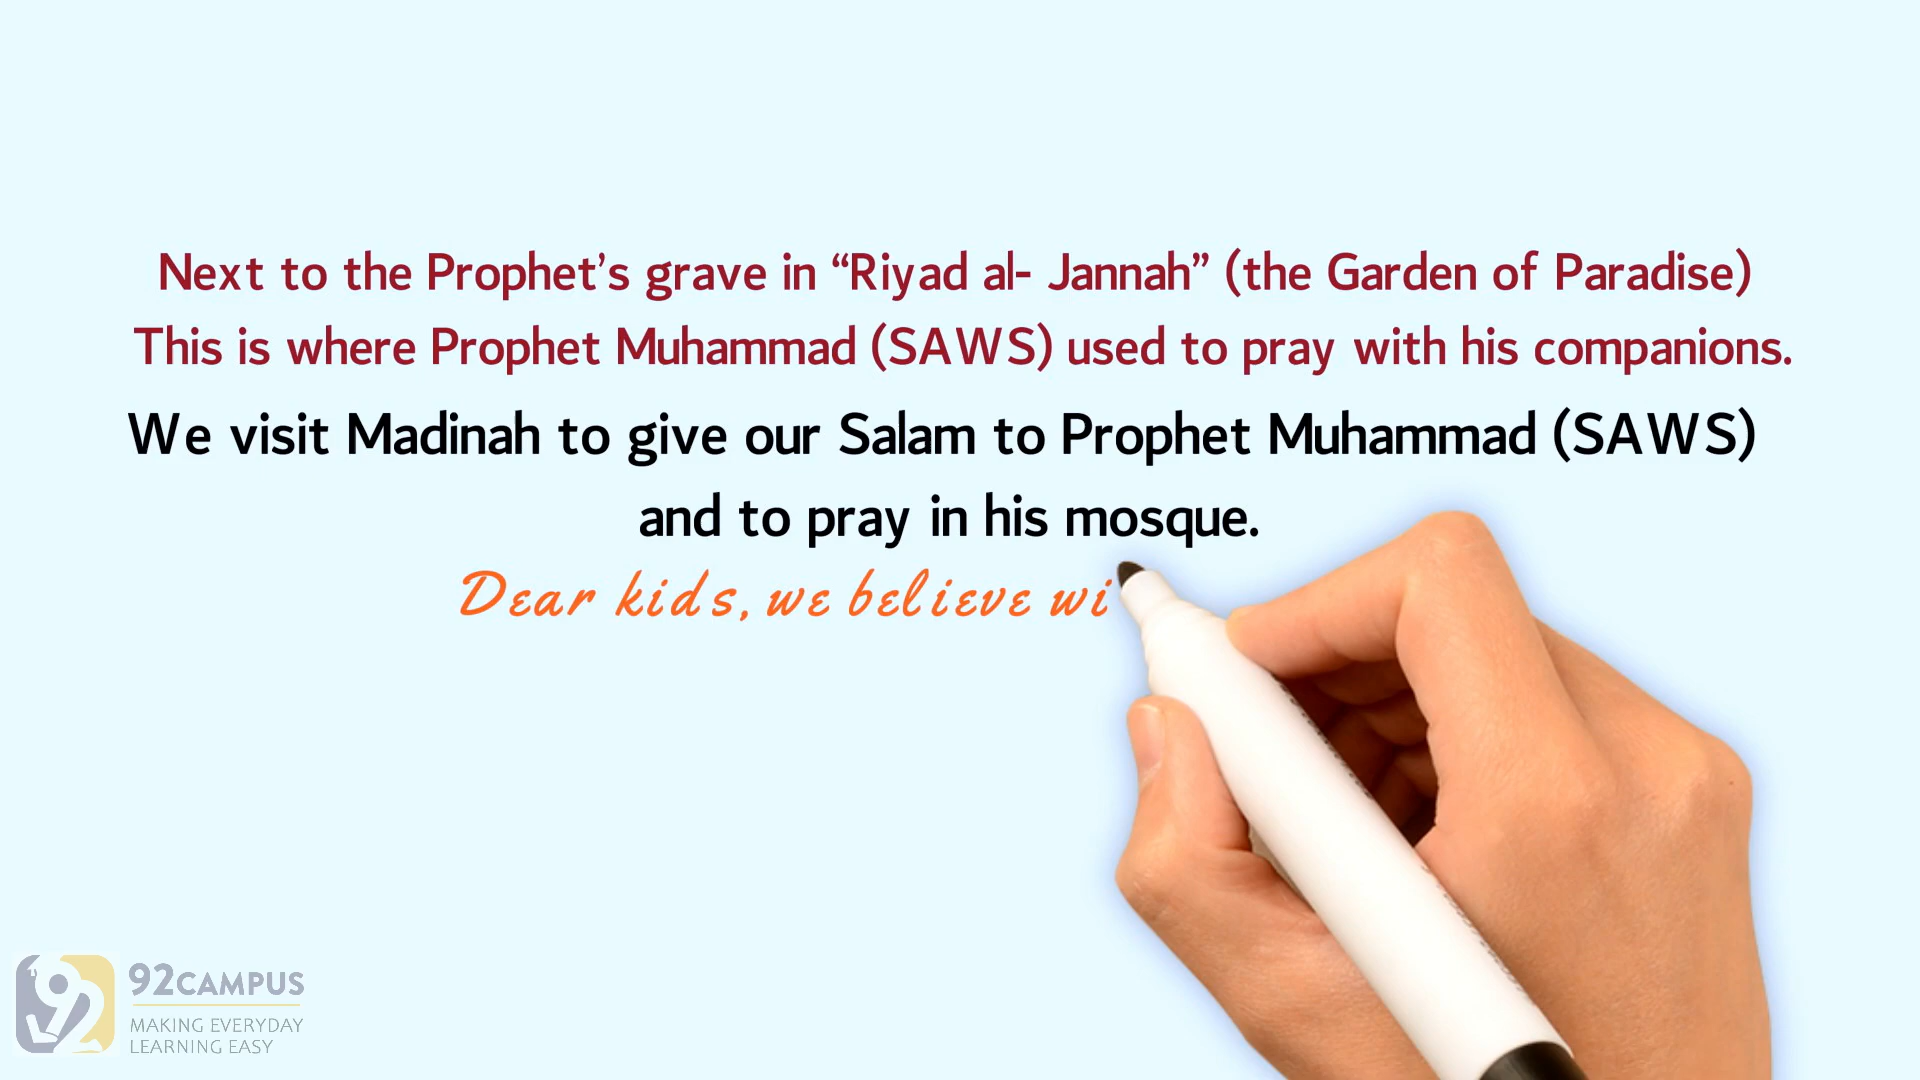 Next to the Prophet’s grave in “Riyad al- Jannah” (the Garden of Paradise)
This is where Prophet Muhammad (SAWS) used to pray with his companions.
We visit Madinah to give our Salam to Prophet Muhammad (SAWS)
and to pray in his mosque.
Dear kids, we believe wi
92CAMPUS
MAKING EVERYDAY
LEARNING EASY